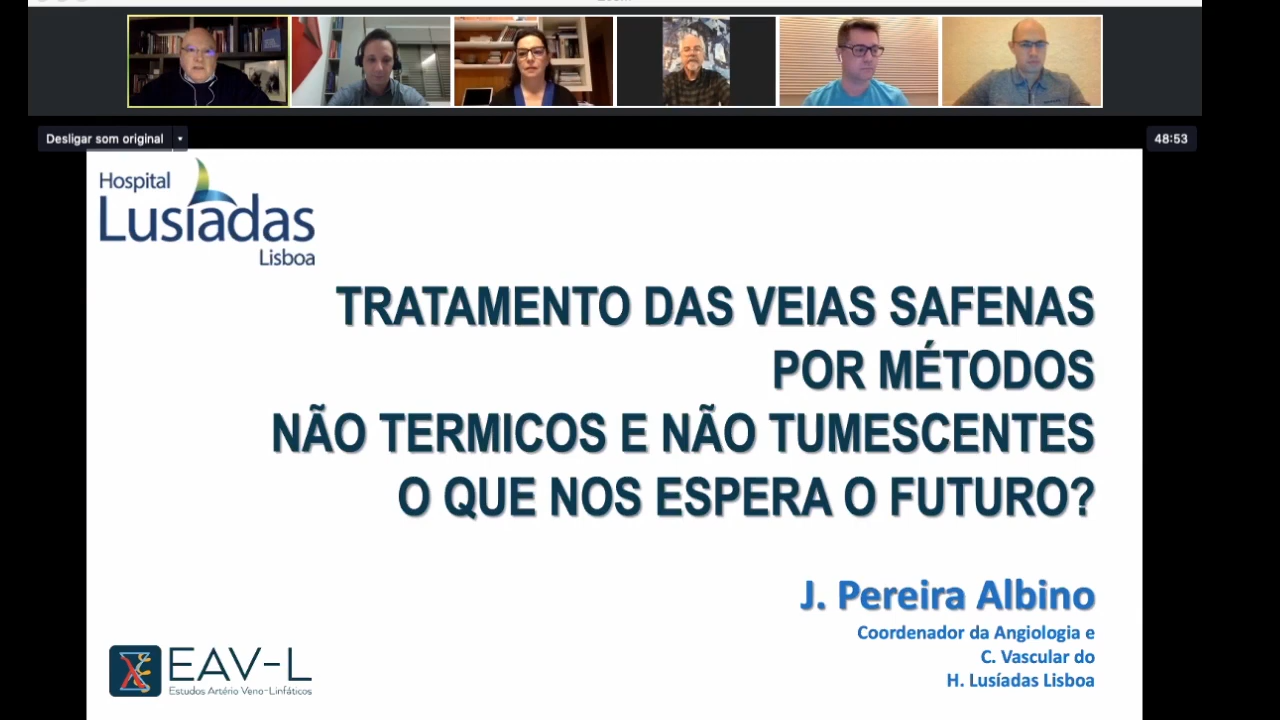 Desligar som original
48:53
Hospital
Lusíadas
Lisboa
TRATAMENTO DAS VEIAS SAFENAS
POR MÉTODOS
NÃO TERMICOS E NÃO TUMESCENTES
O QUE NOS ESPERA O FUTURO?
J. Pereira Albino
Coordenador da Angiologia e
C. Vascular do
H. Lusíadas Lisboa
EAV-L
Estudos Artério Veno-Linfáticos